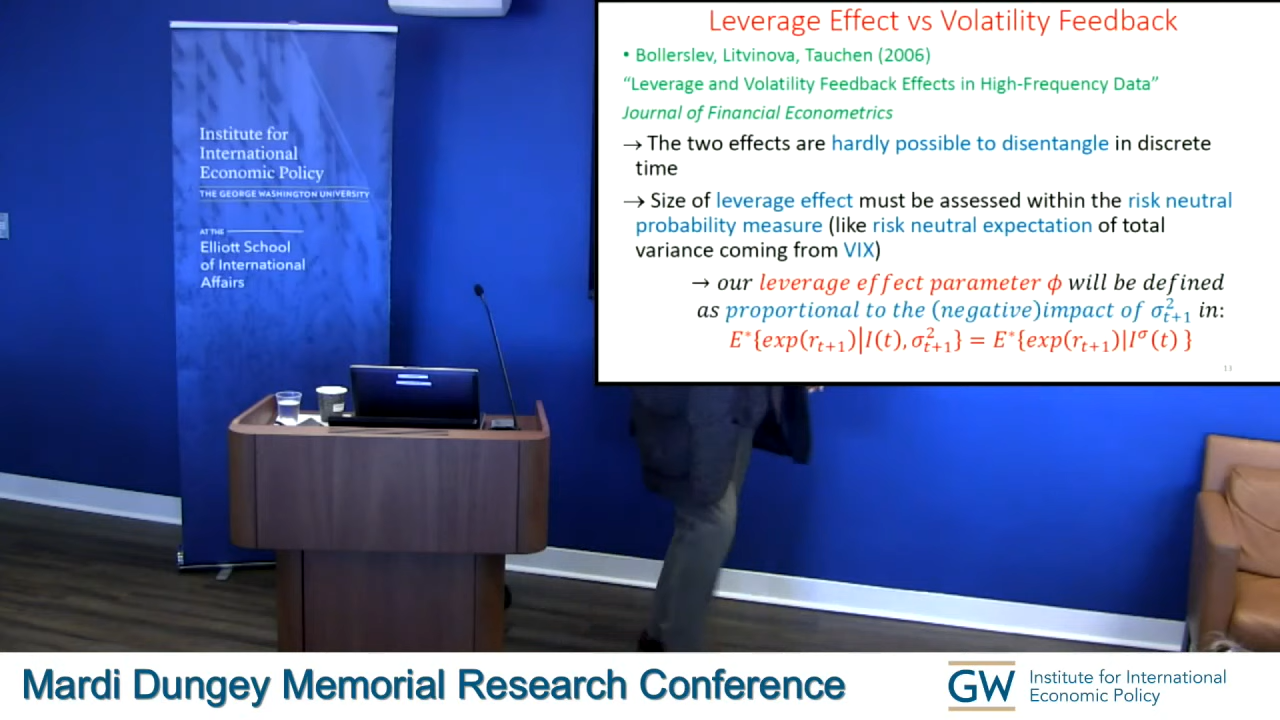 Institute for
International
Economic Policy
THE GEORGE WASHINGTON UNIVERSITY
AT THE
Elliott School
of International
Affairs
Leverage Effect vs Volatility Feedback
• Bollerslev, Litvinova, Tauchen (2006)
“Leverage and Volatility Feedback Effects in High-Frequency Data”
Journal of Financial Econometrics
→ The two effects are hardly possible to disentangle in discrete
time
→ Size of leverage effect must be assessed within the risk neutral
probability measure (like risk neutral expectation of total
variance coming from VIX)
→ our leverage effect parameter ϕ will be defined
as proportional to the (negative)impact of σ²ₜ₊₁ in:
E*{exp(rₜ₊₁)|I(t), σ²ₜ₊₁} = E*{exp(rₜ₊₁)|I^σ(t) }
13
Mardi Dungey Memorial Research Conference
GW
Institute for International
Economic Policy